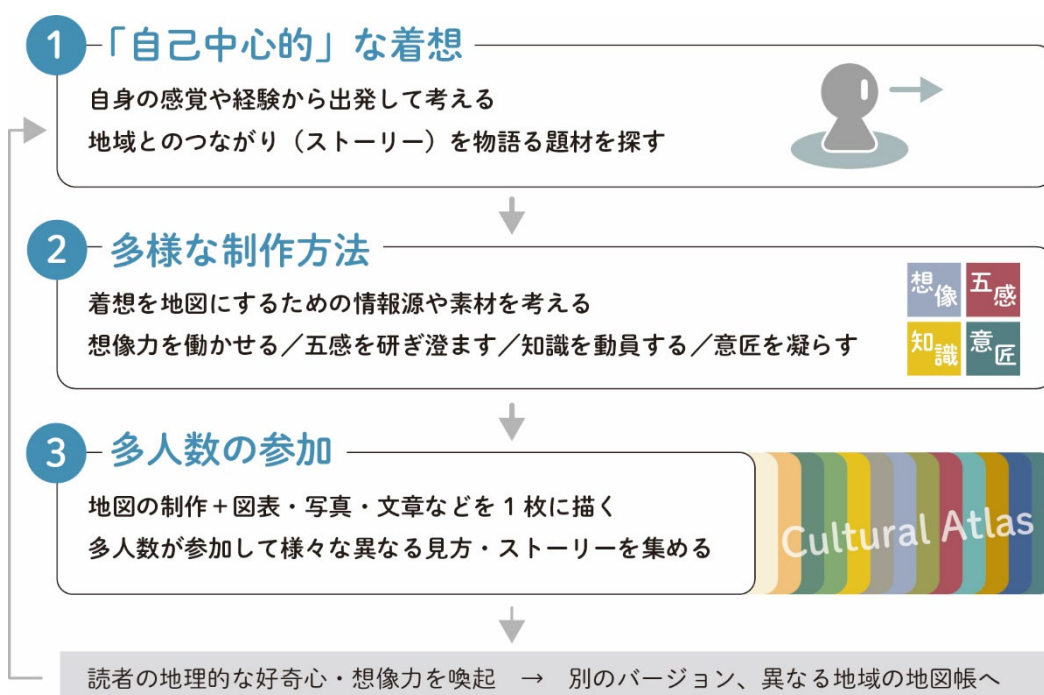 1
「自己中心的」な着想
自身の感覚や経験から出発して考える
地域とのつながり（ストーリー）を物語る題材を探す
2
多様な制作方法
着想を地図にするための情報源や素材を考える
想像力を働かせる／五感を研ぎ澄ます／知識を動員する／意匠を凝らす
想像
五感
知識
意匠
3
多人数の参加
地図の制作＋図表・写真・文章などを1枚に描く
多人数が参加して様々な異なる見方・ストーリーを集める
Cultural Atlas
読者の地理的な好奇心・想像力を喚起　→　別のバージョン、異なる地域の地図帳へ